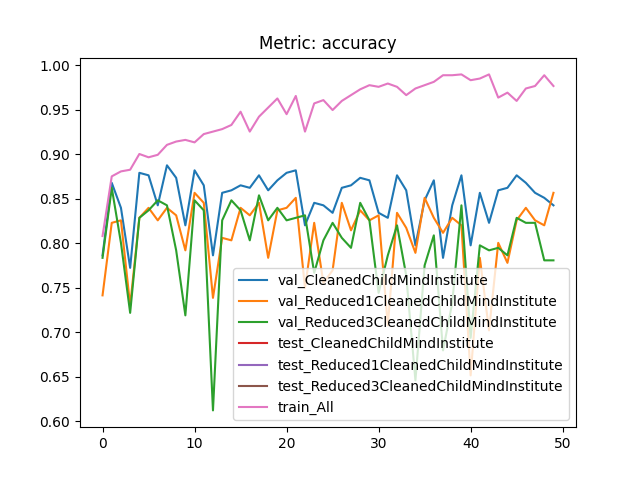 Metric: accuracy
1.00
0.95
0.90
0.85
0.80
0.75
0.70
0.65
0.60
0
10
20
30
40
50
val_CleanedChildMindInstitute
val_Reduced1CleanedChildMindInstitute
val_Reduced3CleanedChildMindInstitute
test_CleanedChildMindInstitute
test_Reduced1CleanedChildMindInstitute
test_Reduced3CleanedChildMindInstitute
train_All